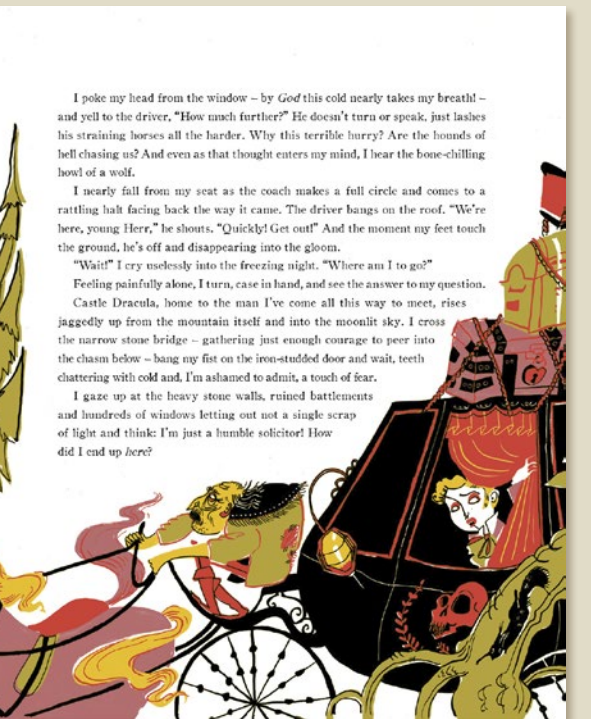 I poke my head from the window – by God this cold nearly takes my breath! –
and yell to the driver, “How much further?” He doesn’t turn or speak, just lashes
his straining horses all the harder. Why this terrible hurry? Are the hounds of
hell chasing us? And even as that thought enters my mind, I hear the bone-chilling
howl of a wolf.
I nearly fall from my seat as the coach makes a full circle and comes to a
rattling halt facing back the way it came. The driver bangs on the roof. “We’re
here, young Herr,” he shouts. “Quickly! Get out!” And the moment my feet touch
the ground, he’s off and disappearing into the gloom.
“Wait!” I cry uselessly into the freezing night. “Where am I to go?”
Feeling painfully alone, I turn, case in hand, and see the answer to my question.
Castle Dracula, home to the man I’ve come all this way to meet, rises
jaggedly up from the mountain itself and into the moonlit sky. I cross
the narrow stone bridge – gathering just enough courage to peer into
the chasm below – bang my fist on the iron-studded door and wait, teeth
chattering with cold and, I’m ashamed to admit, a touch of fear.
I gaze up at the heavy stone walls, ruined battlements
and hundreds of windows letting out not a single scrap
of light and think: I’m just a humble solicitor! How
did I end up here?